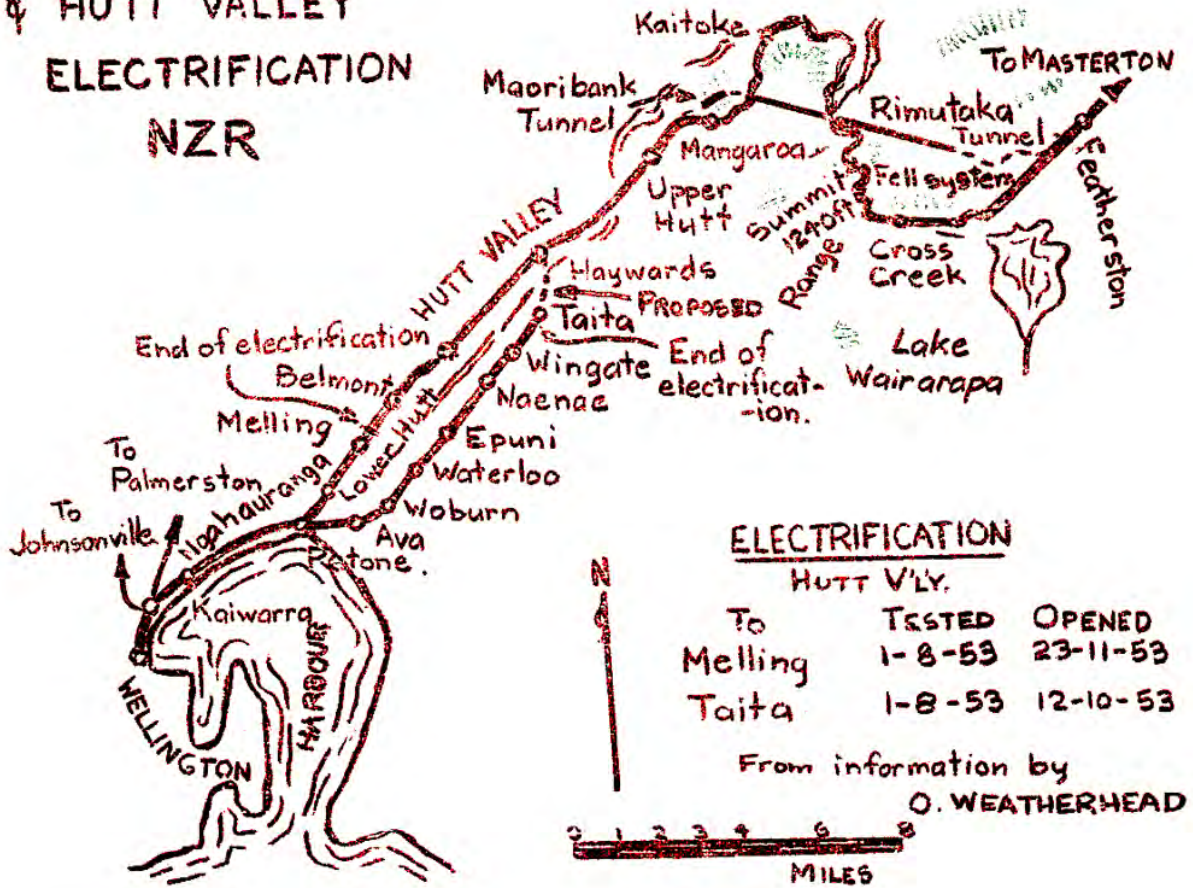 & HUTT VALLEY
ELECTRIFICATION
NZR
Kaitoke
To MASTERTON
Maoribank
Tunnel
Rimutaka
Tunnel
Mangaroa
Fell system
Featherston
Upper
Hutt
Summit
1240ft
Range
Cross
Creek
HUTT VALLEY
Haywards
PROPOSED
Taita
End of electrification
Wingate
End of
electrificat-
-ion.
Lake
Wairarapa
Belmont
Naenae
Melling
Lower Hutt
Epuni
To
Palmerston
Waterloo
Ngahauranga
Woburn
To
Johnsonville
Ava
Petone.
Kaiwarra
HARBOUR
WELLINGTON
N
ELECTRIFICATION
HUTT V'LY.
To TESTED OPENED
Melling 1-8-53 23-11-53
Taita 1-8-53 12-10-53
From information by
O. WEATHERHEAD
0 1 2 3 4 6 8
MILES